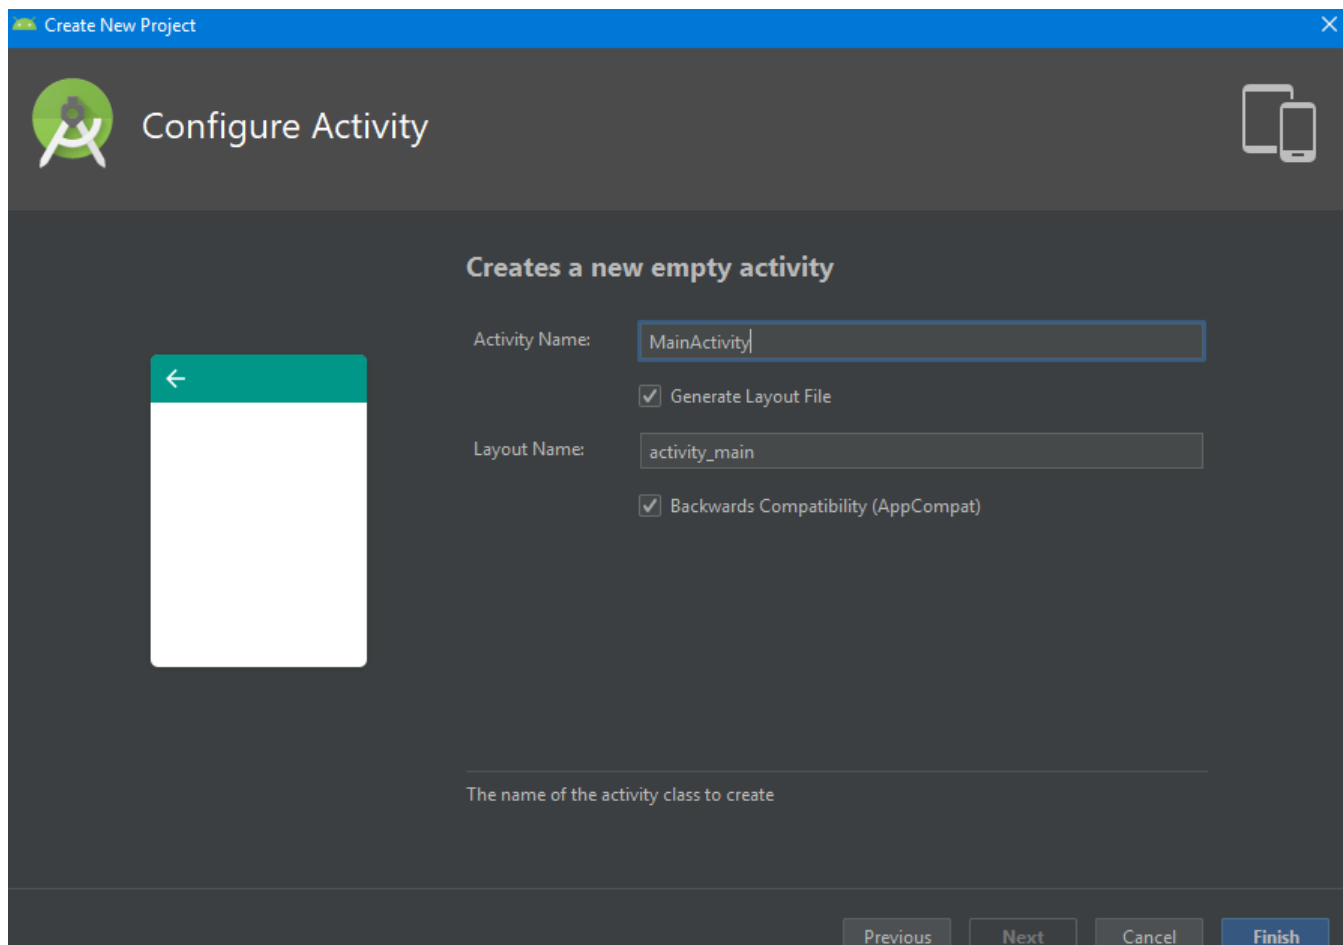 Create New Project
Configure Activity
Creates a new empty activity
Activity Name: MainActivity
Generate Layout File
Layout Name: activity_main
Backwards Compatibility (AppCompat)
The name of the activity class to create
Previous Next Cancel Finish